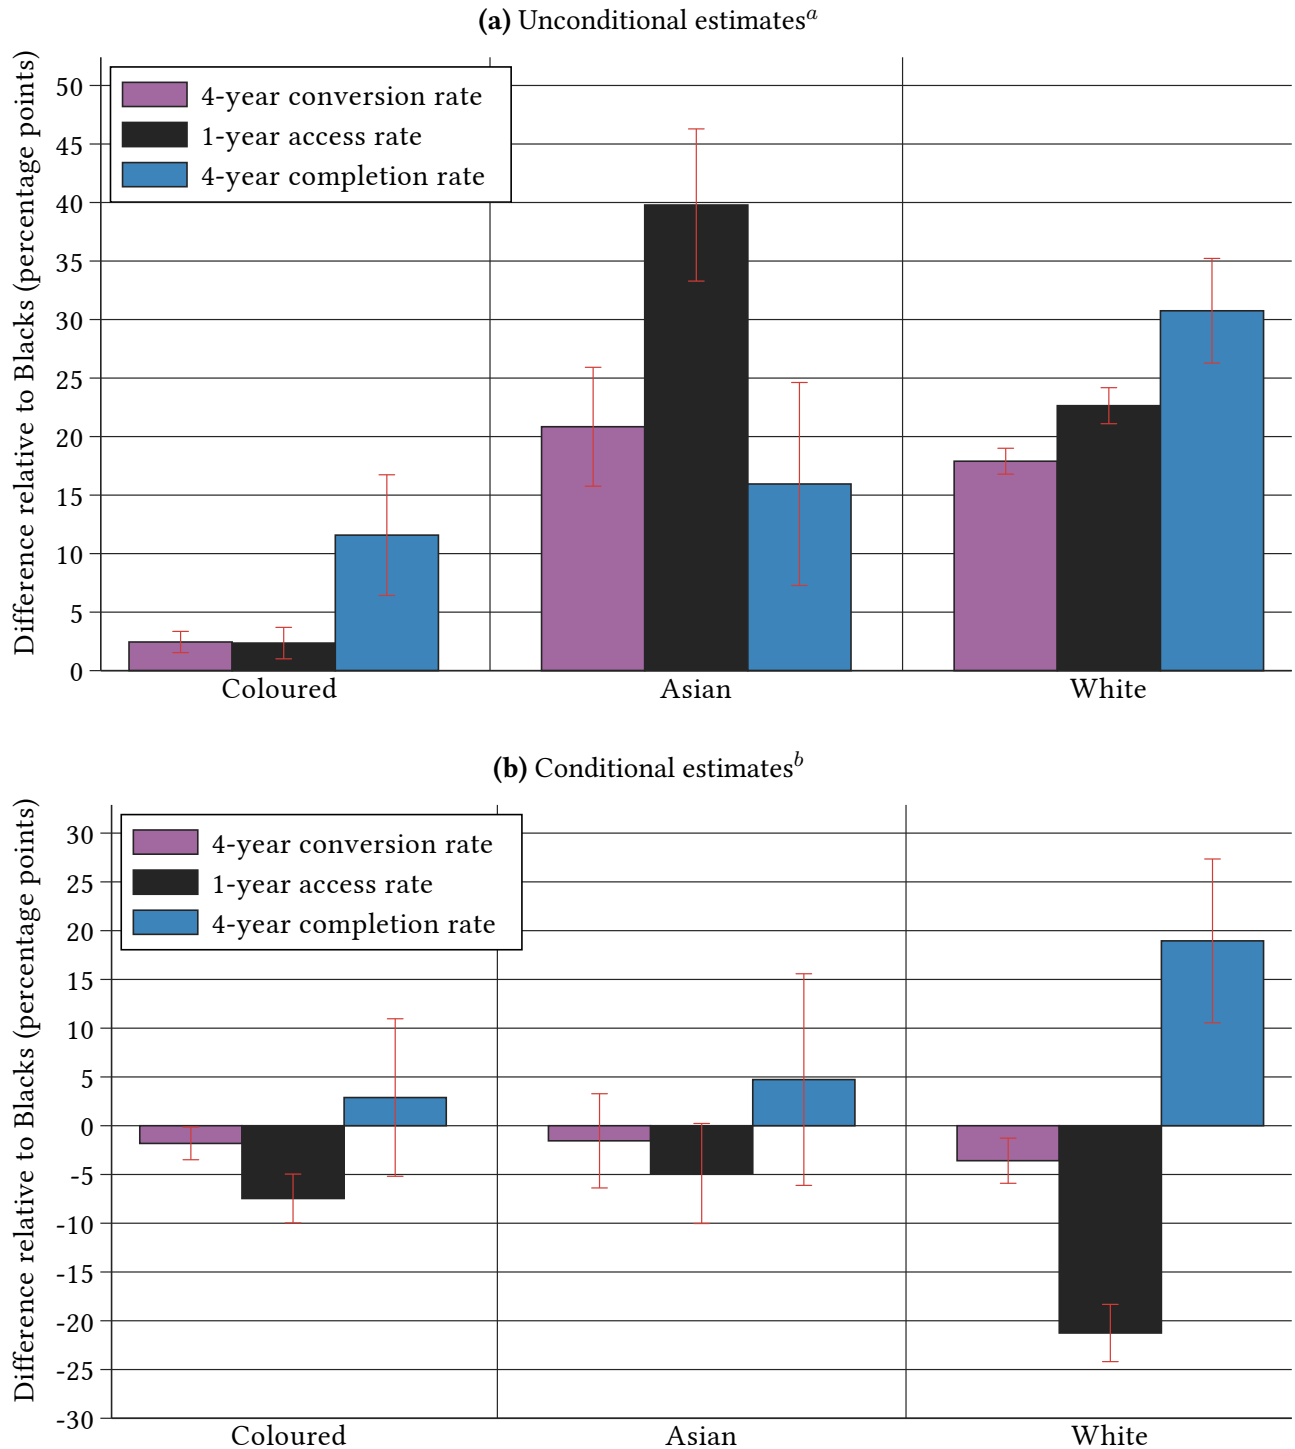 (a) Unconditional estimates^a
Difference relative to Blacks (percentage points)
4-year conversion rate
1-year access rate
4-year completion rate
50
45
40
35
30
25
20
15
10
5
0
Coloured Asian White
(b) Conditional estimates^b
Difference relative to Blacks (percentage points)
4-year conversion rate
1-year access rate
4-year completion rate
30
25
20
15
10
5
0
-5
-10
-15
-20
-25
-30
Coloured Asian White